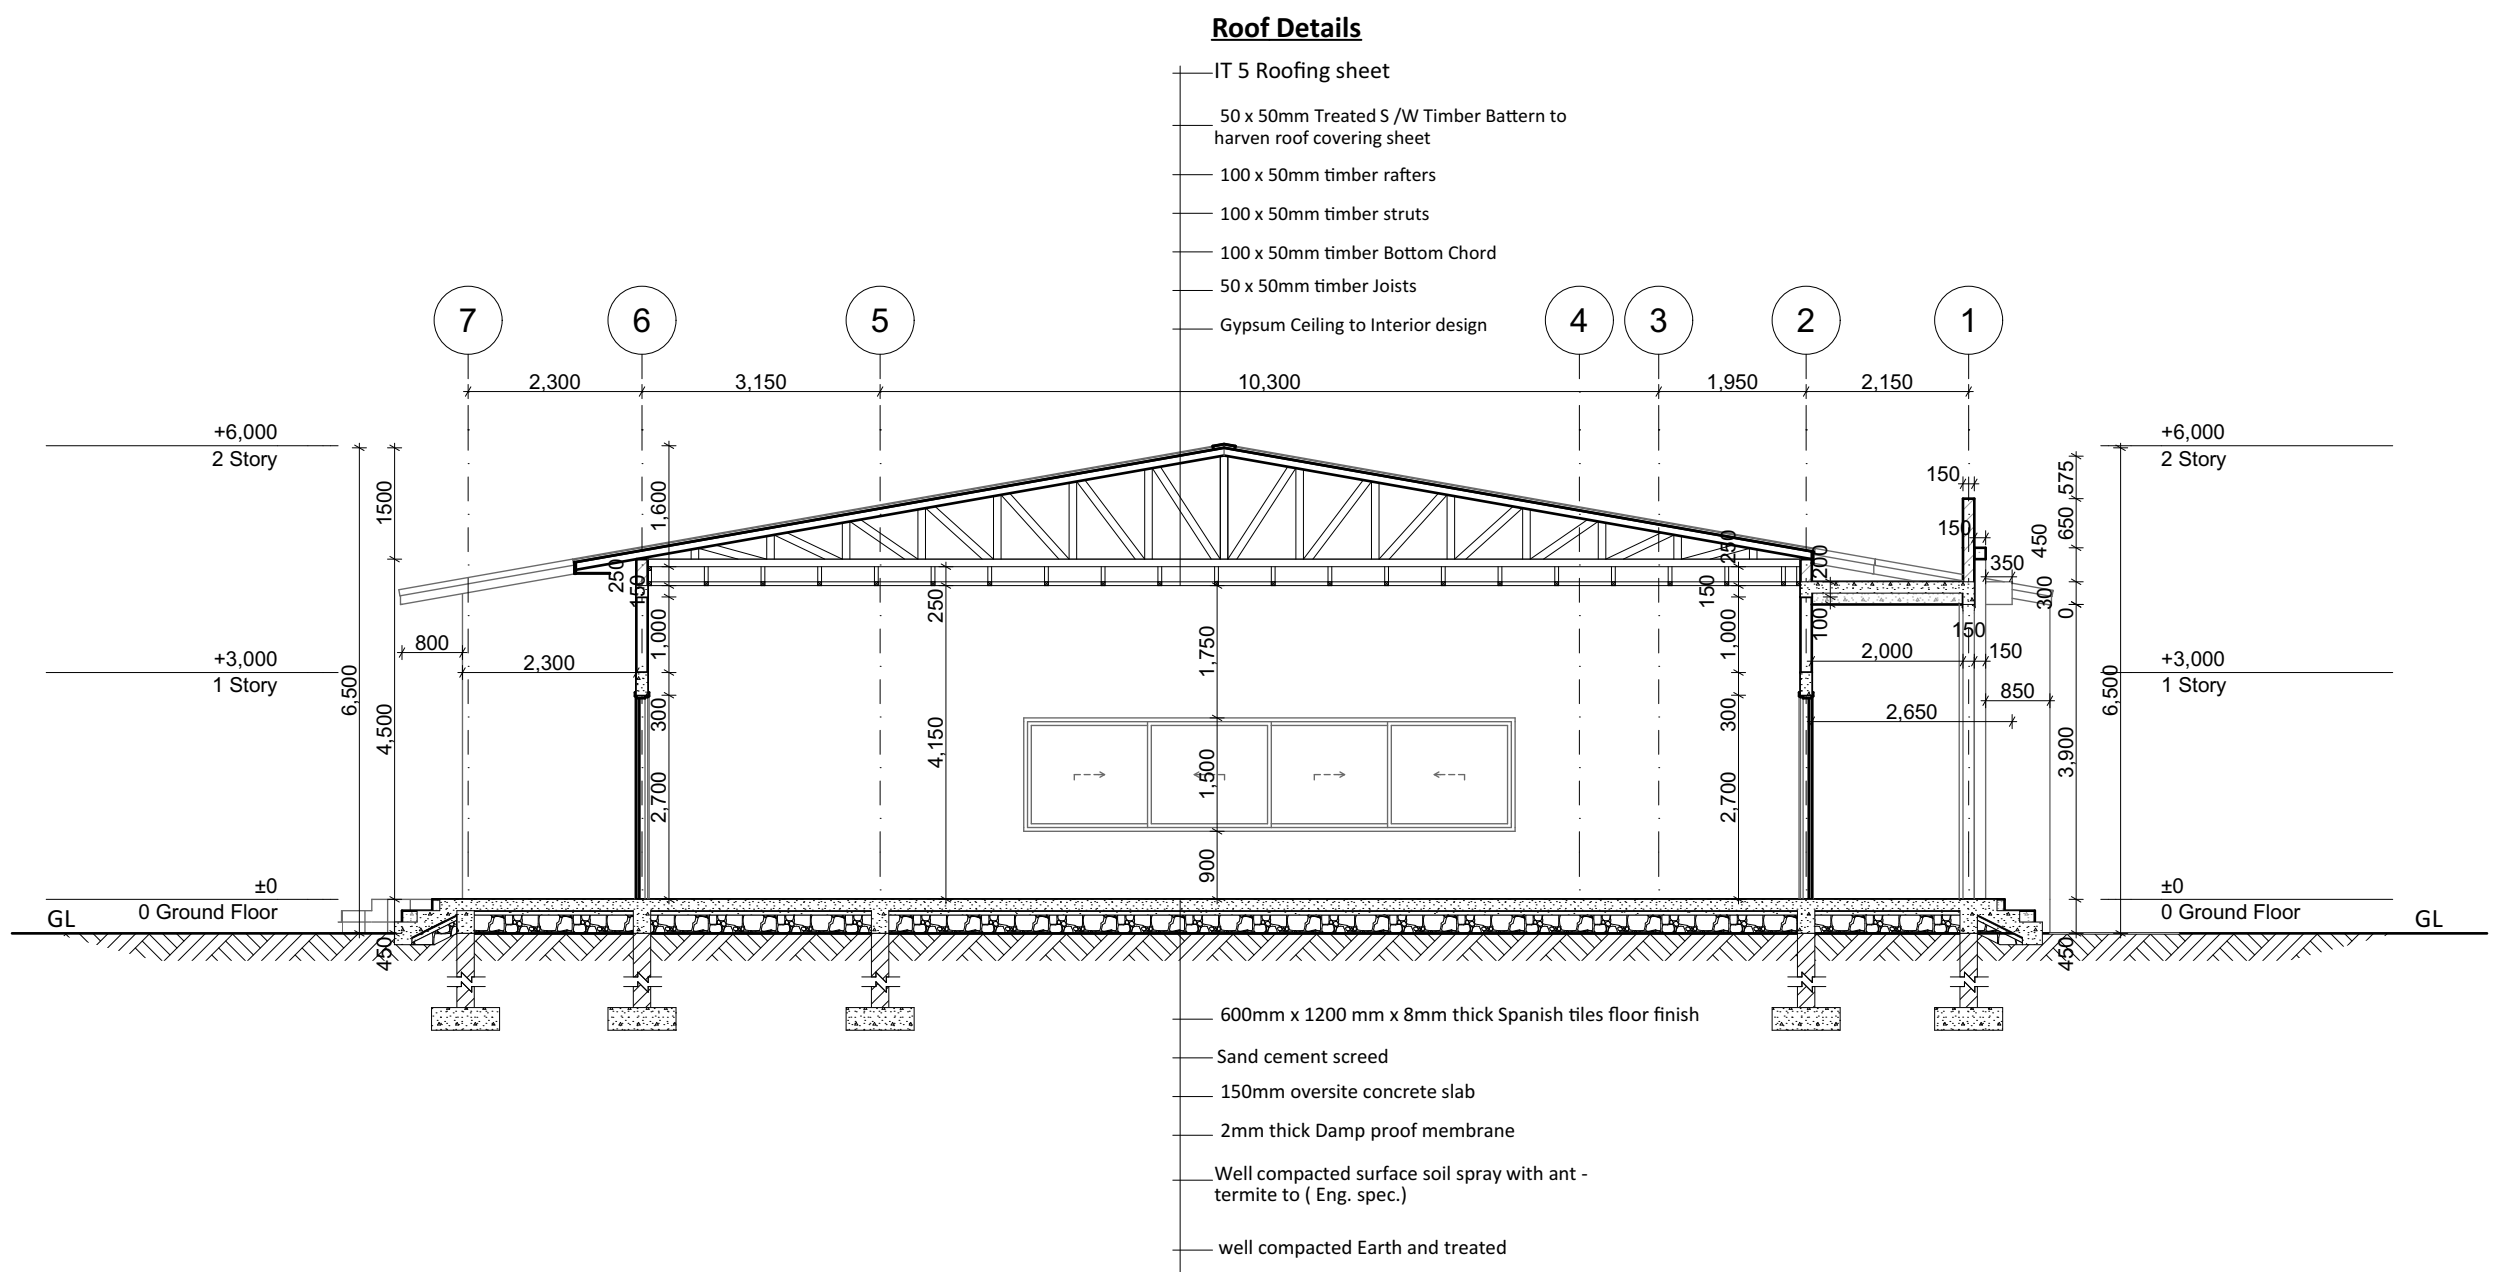 Roof Details
IT 5 Roofing sheet
50 x 50mm Treated S /W Timber Battern to
harven roof covering sheet
100 x 50mm timber rafters
100 x 50mm timber struts
100 x 50mm timber Bottom Chord
50 x 50mm timber Joists
Gypsum Ceiling to Interior design
7
6
5
4
3
2
1
2,300
3,150
10,300
1,950
2,150
+6,000
2 Story
+3,000
1 Story
±0
0 Ground Floor
GL
6,500
1500
4,500
450
800
2,300
250
150
1,600
1,000
300
2,700
250
4,150
1,750
1,500
900
250
150
1,000
300
2,700
200
100
150
150
350
450
300
150
2,000
150
850
2,650
575
650
0
3,900
450
6,500
+6,000
2 Story
+3,000
1 Story
±0
0 Ground Floor
GL
600mm x 1200 mm x 8mm thick Spanish tiles floor finish
Sand cement screed
150mm oversite concrete slab
2mm thick Damp proof membrane
Well compacted surface soil spray with ant -
termite to ( Eng. spec.)
well compacted Earth and treated